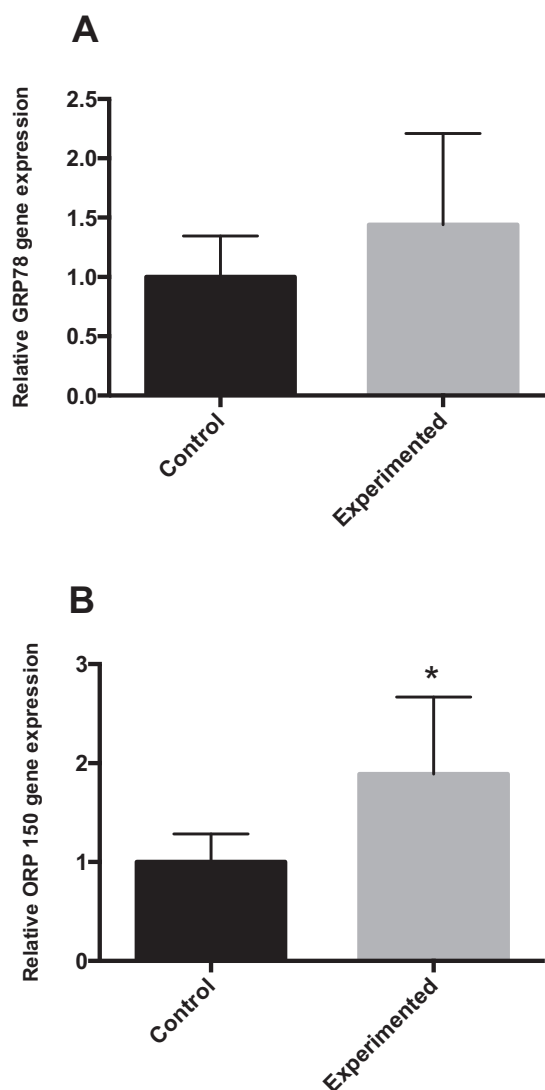 A
Relative GRP78 gene expression
2.5
2.0
1.5
1.0
0.5
0.0
Control
Experimented
B
Relative ORP 150 gene expression
3
*
2
1
0
Control
Experimented